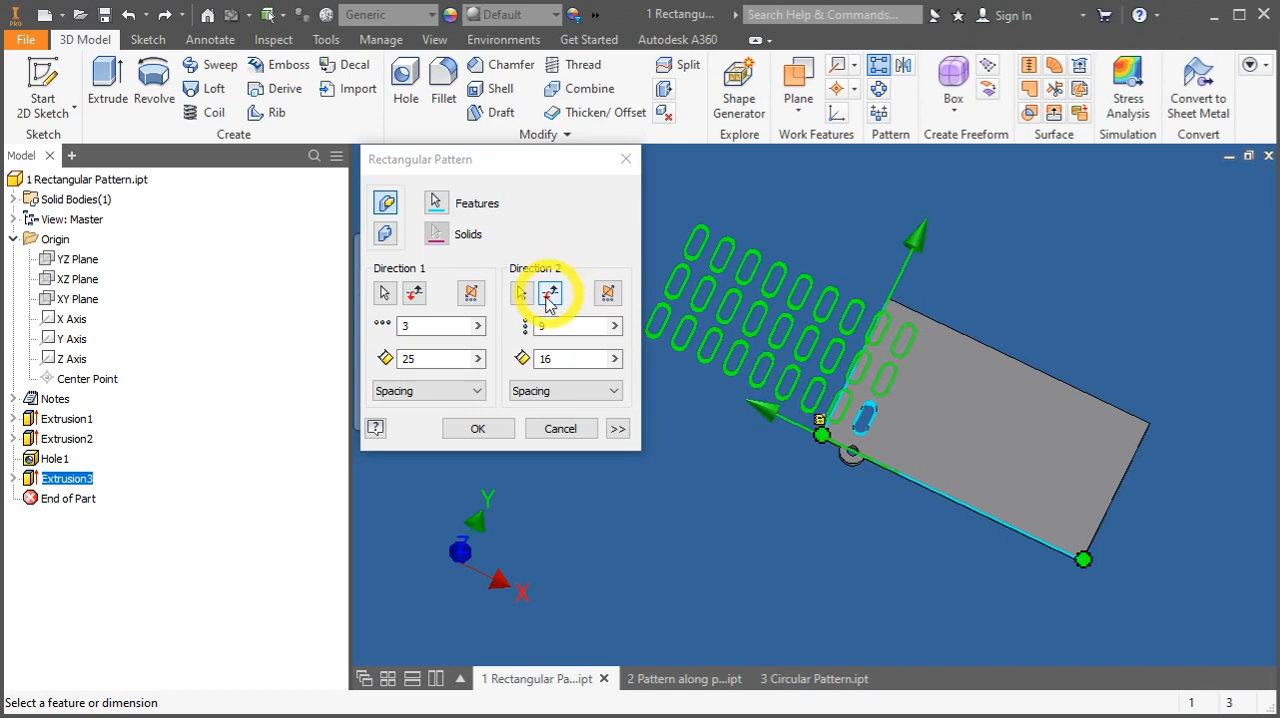 PRO
Generic
Default
1 Rectangu...
Search Help & Commands...
Sign In
File
3D Model
Sketch
Annotate
Inspect
Tools
Manage
View
Environments
Get Started
Autodesk A360
Start
2D Sketch
Extrude
Revolve
Sweep
Loft
Coil
Emboss
Derive
Rib
Decal
Import
Hole
Fillet
Chamfer
Shell
Draft
Thread
Combine
Thicken/ Offset
Split
Shape
Generator
Plane
Box
Stress
Analysis
Convert to
Sheet Metal
Sketch
Create
Modify
Explore
Work Features
Pattern
Create Freeform
Surface
Simulation
Convert
Model
1 Rectangular Pattern.ipt
Solid Bodies(1)
View: Master
Origin
YZ Plane
XZ Plane
XY Plane
X Axis
Y Axis
Z Axis
Center Point
Notes
Extrusion1
Extrusion2
Hole1
Extrusion3
End of Part
Rectangular Pattern
Features
Solids
Direction 1
Direction 2
3
9
25
16
Spacing
Spacing
OK
Cancel
>>
Y
Z
X
1 Rectangular Pa...ipt
2 Pattern along p...ipt
3 Circular Pattern.ipt
Select a feature or dimension
1
3